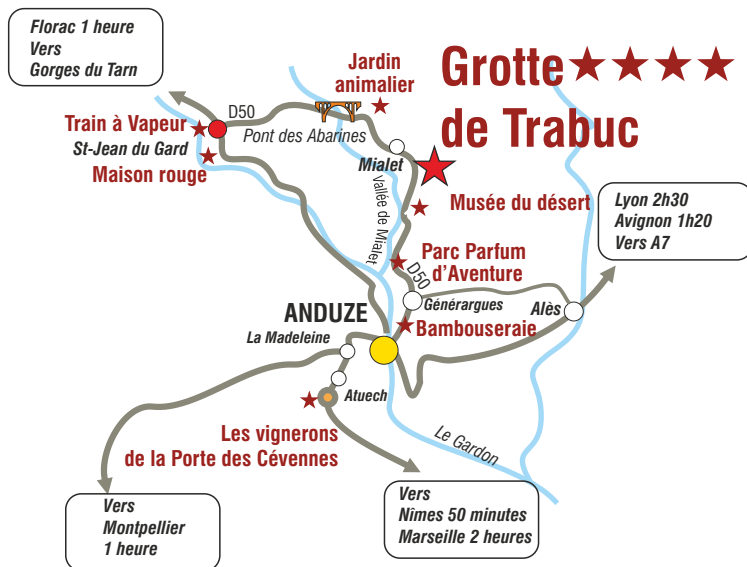 Florac 1 heure
Vers
Gorges du Tarn
Jardin
animalier
Grotte
de Trabuc
D50
Pont des Abarines
Train à Vapeur
St-Jean du Gard
Maison rouge
Mialet
Vallée de Mialet
Musée du désert
Lyon 2h30
Avignon 1h20
Vers A7
Parc Parfum
d'Aventure
D50
Générargues
Alès
ANDUZE
Bambouseraie
La Madeleine
Atuech
Les vignerons
de la Porte des Cévennes
Le Gardon
Vers
Montpellier
1 heure
Vers
Nîmes 50 minutes
Marseille 2 heures